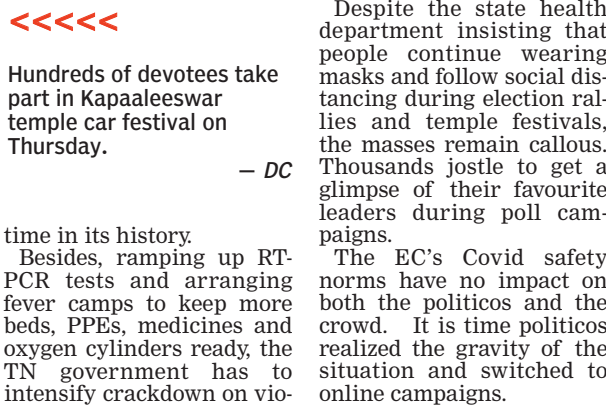 <<<<<
Hundreds of devotees take
part in Kapaaleeswar
temple car festival on
Thursday.
— DC
time in its history.
Besides, ramping up RT-
PCR tests and arranging
fever camps to keep more
beds, PPEs, medicines and
oxygen cylinders ready, the
TN government has to
intensify crackdown on vio-
Despite the state health
department insisting that
people continue wearing
masks and follow social dis-
tancing during election ral-
lies and temple festivals,
the masses remain callous.
Thousands jostle to get a
glimpse of their favourite
leaders during poll cam-
paigns.
The EC's Covid safety
norms have no impact on
both the politicos and the
crowd. It is time politicos
realized the gravity of the
situation and switched to
online campaigns.